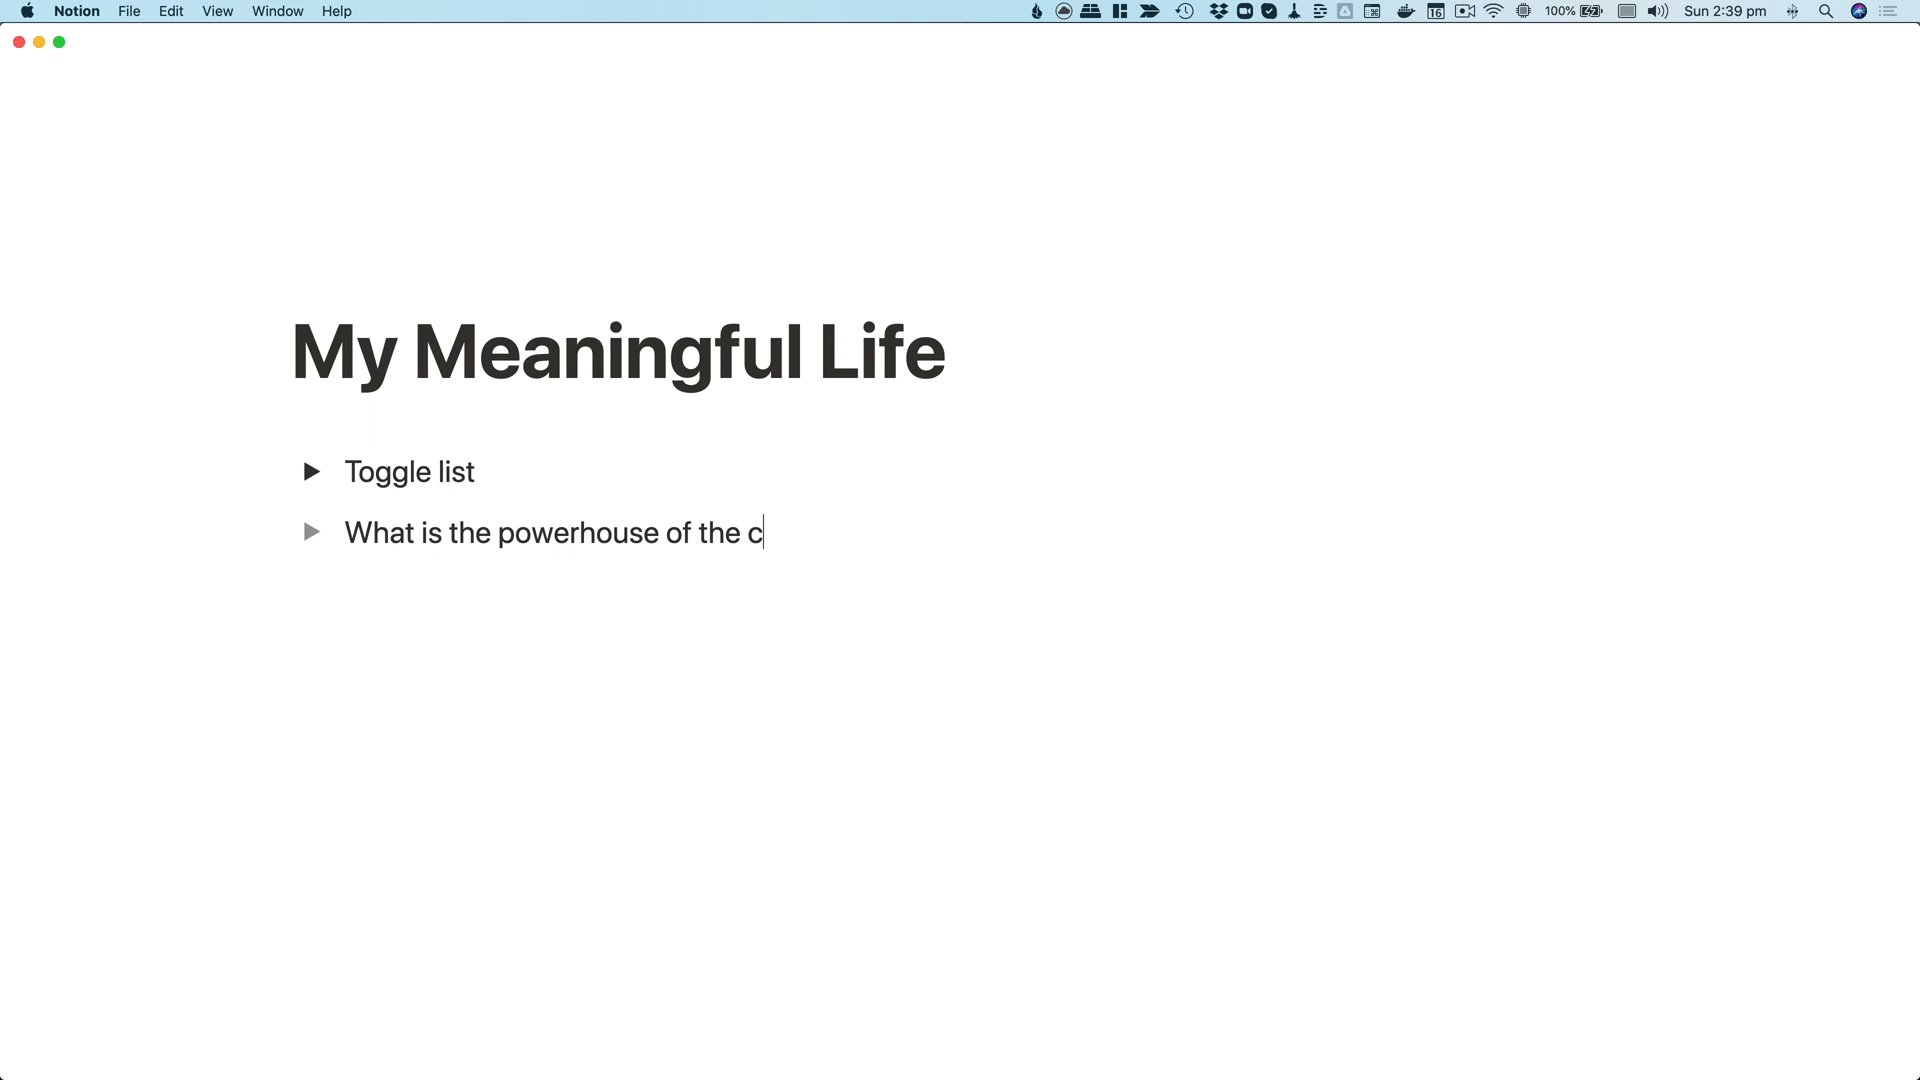 Notion File Edit View Window Help 16 100% Sun 2:39 pm
My Meaningful Life
Toggle list
What is the powerhouse of the c